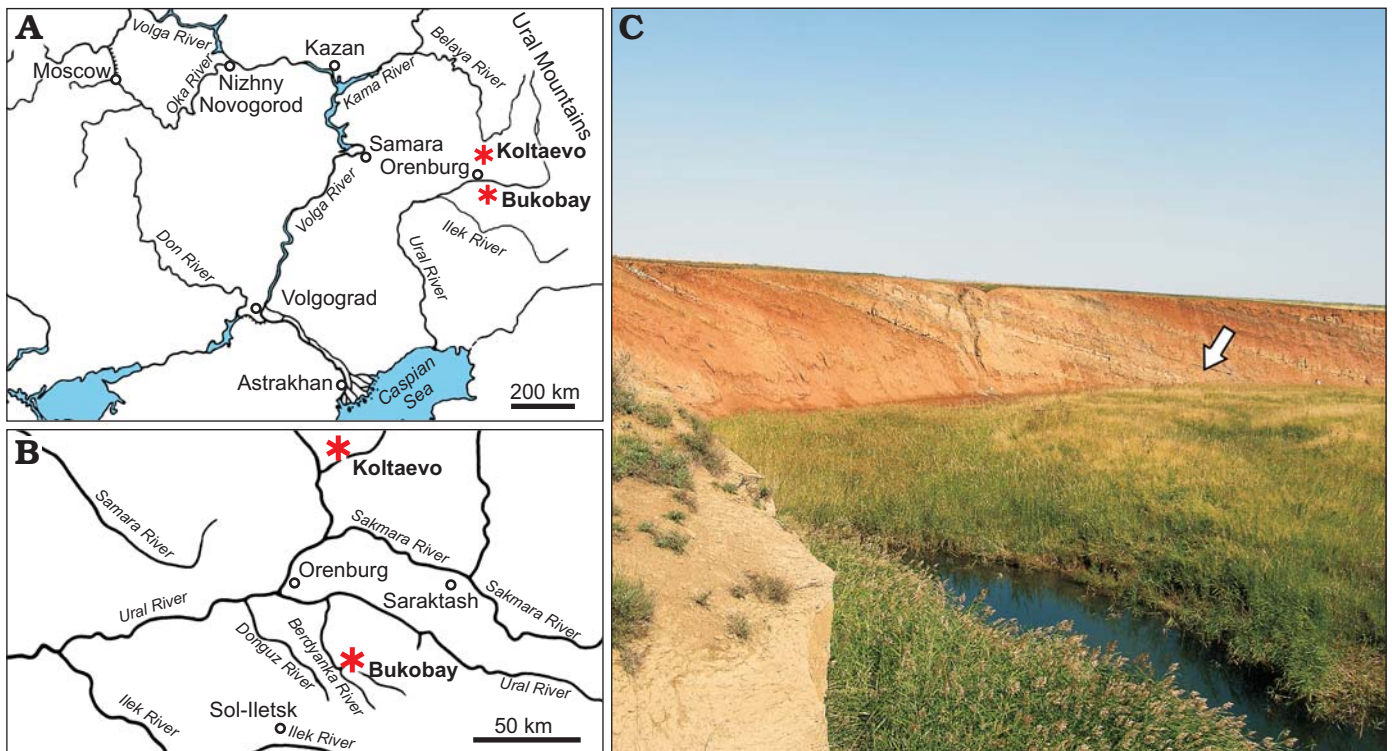 A
Volga River
Moscow
Oka River
Nizhny
Novogorod
Kazan
Kama River
Belaya River
Ural Mountains
Samara
Orenburg
Koltaevo
Bukobay
Volga River
Don River
Ural River
Ilek River
Volgograd
Astrakhan
Caspian
Sea
200 km
B
Koltaevo
Samara River
Sakmara River
Orenburg
Saraktash
Sakmara River
Ural River
Donguz River
Berdyanka River
Bukobay
Ural River
Sol-Iletsk
Ilek River
Ilek River
50 km
C